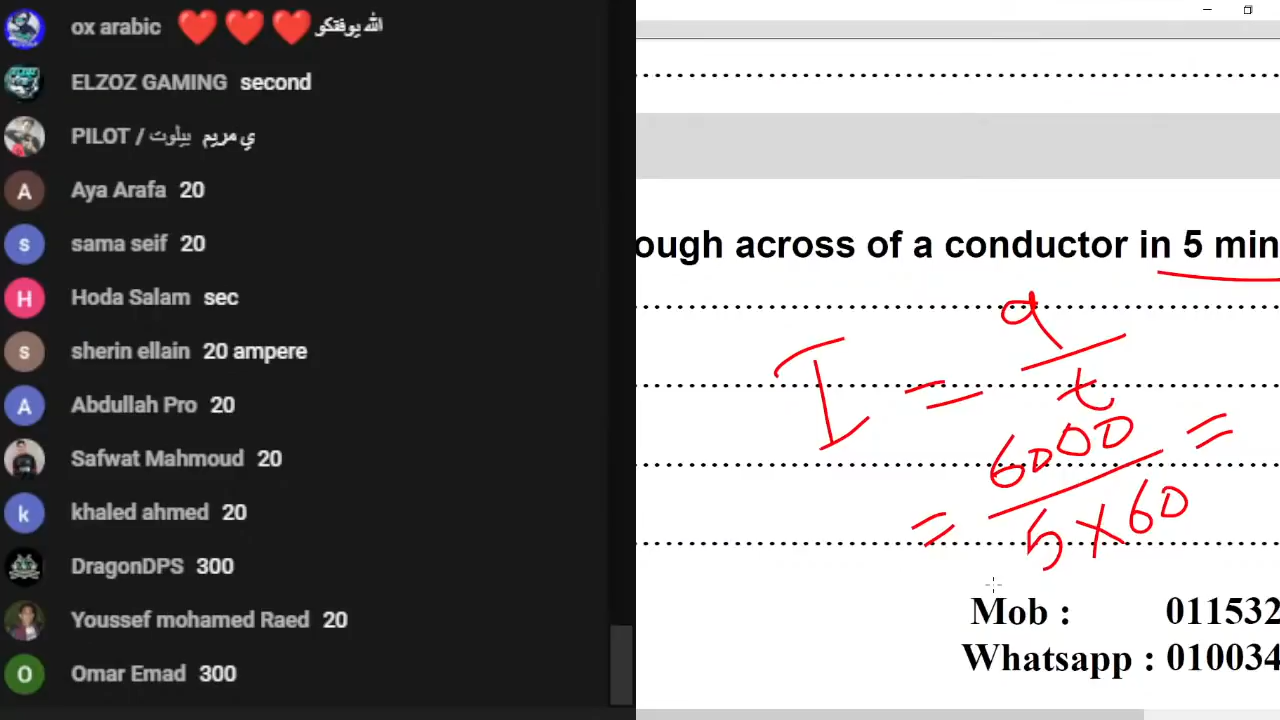 ox arabic ❤️ ❤️ ❤️ الله يوفقكو
ELZOZ GAMING second
PILOT / بيلوت ي مريم
A Aya Arafa 20
s sama seif 20
H Hoda Salam sec
s sherin ellain 20 ampere
A Abdullah Pro 20
Safwat Mahmoud 20
k khaled ahmed 20
DragonDPS 300
Youssef mohamed Raed 20
O Omar Emad 300
ough across of a conductor in 5 min
I = q/t
= 6000/5×60 =
Mob : 011532
Whatsapp : 010034